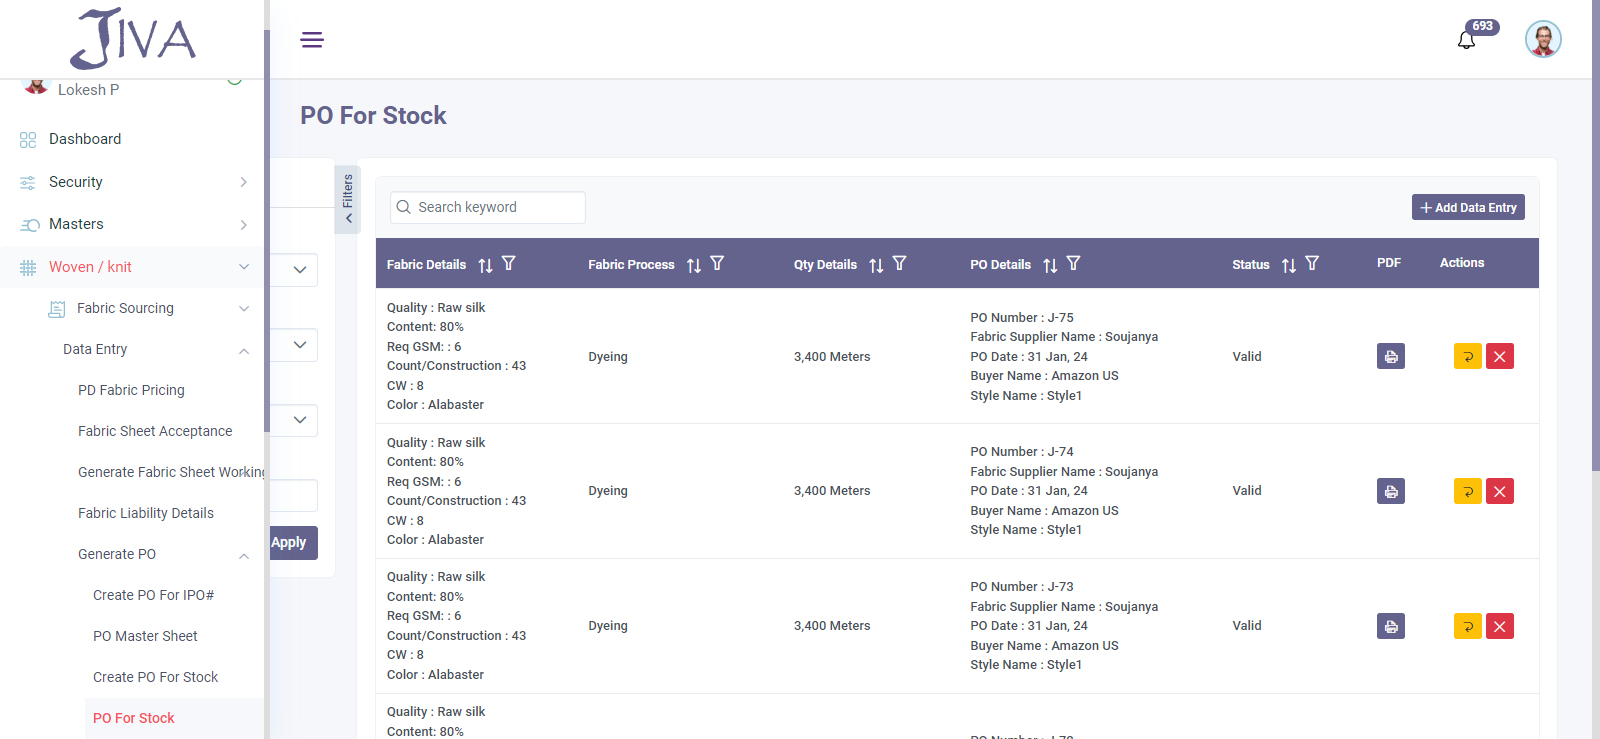 JIVA
693
Lokesh P
Dashboard
Security
Masters
Woven / knit
Fabric Sourcing
Data Entry
PD Fabric Pricing
Fabric Sheet Acceptance
Generate Fabric Sheet Working
Fabric Liability Details
Generate PO
Create PO For IPO#
PO Master Sheet
Create PO For Stock
PO For Stock
PO For Stock
Filters
Apply
Search keyword
Add Data Entry
Fabric Details Fabric Process Qty Details PO Details Status PDF Actions
Quality : Raw silk
Content: 80%
Req GSM: : 6
Count/Construction : 43
CW : 8
Color : Alabaster
Dyeing
3,400 Meters
PO Number : J-75
Fabric Supplier Name : Soujanya
PO Date : 31 Jan, 24
Buyer Name : Amazon US
Style Name : Style1
Valid
Quality : Raw silk
Content: 80%
Req GSM: : 6
Count/Construction : 43
CW : 8
Color : Alabaster
Dyeing
3,400 Meters
PO Number : J-74
Fabric Supplier Name : Soujanya
PO Date : 31 Jan, 24
Buyer Name : Amazon US
Style Name : Style1
Valid
Quality : Raw silk
Content: 80%
Req GSM: : 6
Count/Construction : 43
CW : 8
Color : Alabaster
Dyeing
3,400 Meters
PO Number : J-73
Fabric Supplier Name : Soujanya
PO Date : 31 Jan, 24
Buyer Name : Amazon US
Style Name : Style1
Valid
Quality : Raw silk
Content: 80%
PO Number :